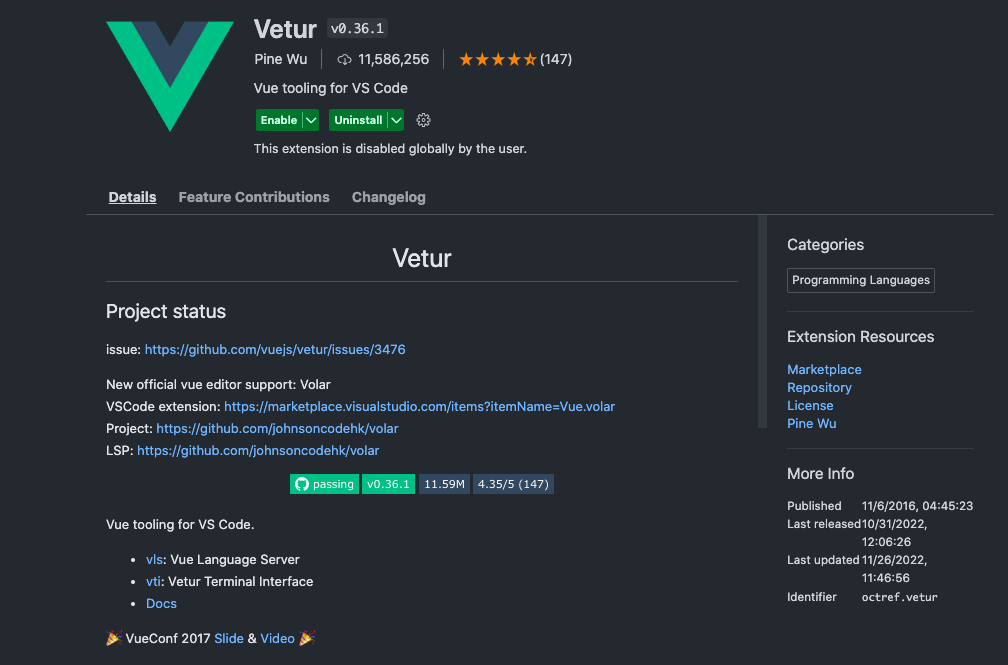 Vetur v0.36.1
Pine Wu 11,586,256 (147)
Vue tooling for VS Code
Enable Uninstall
This extension is disabled globally by the user.
Details Feature Contributions Changelog
Vetur
Project status
issue: https://github.com/vuejs/vetur/issues/3476
New official vue editor support: Volar
VSCode extension: https://marketplace.visualstudio.com/items?itemName=Vue.volar
Project: https://github.com/johnsoncodehk/volar
LSP: https://github.com/johnsoncodehk/volar
passing v0.36.1 11.59M 4.35/5 (147)
Vue tooling for VS Code.
• vls: Vue Language Server
• vti: Vetur Terminal Interface
• Docs
🎉 VueConf 2017 Slide & Video 🎉
Categories
Programming Languages
Extension Resources
Marketplace
Repository
License
Pine Wu
More Info
Published 11/6/2016, 04:45:23
Last released 10/31/2022,
12:06:26
Last updated 11/26/2022,
11:46:56
Identifier octref.vetur